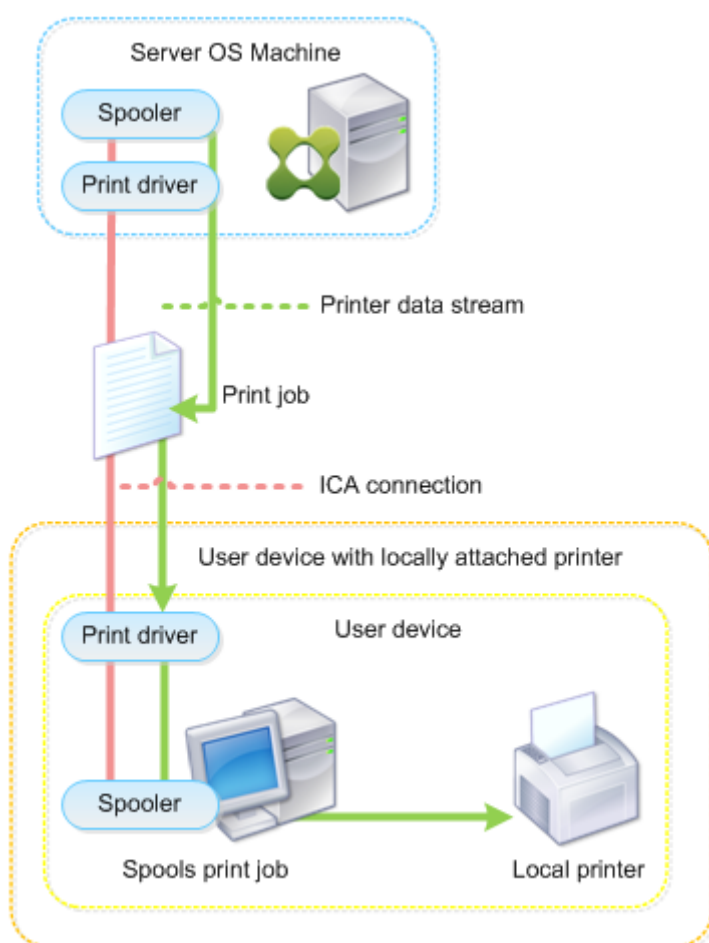 Server OS Machine
Spooler
Print driver
Printer data stream
Print job
ICA connection
User device with locally attached printer
Print driver
User device
Spooler
Spools print job
Local printer